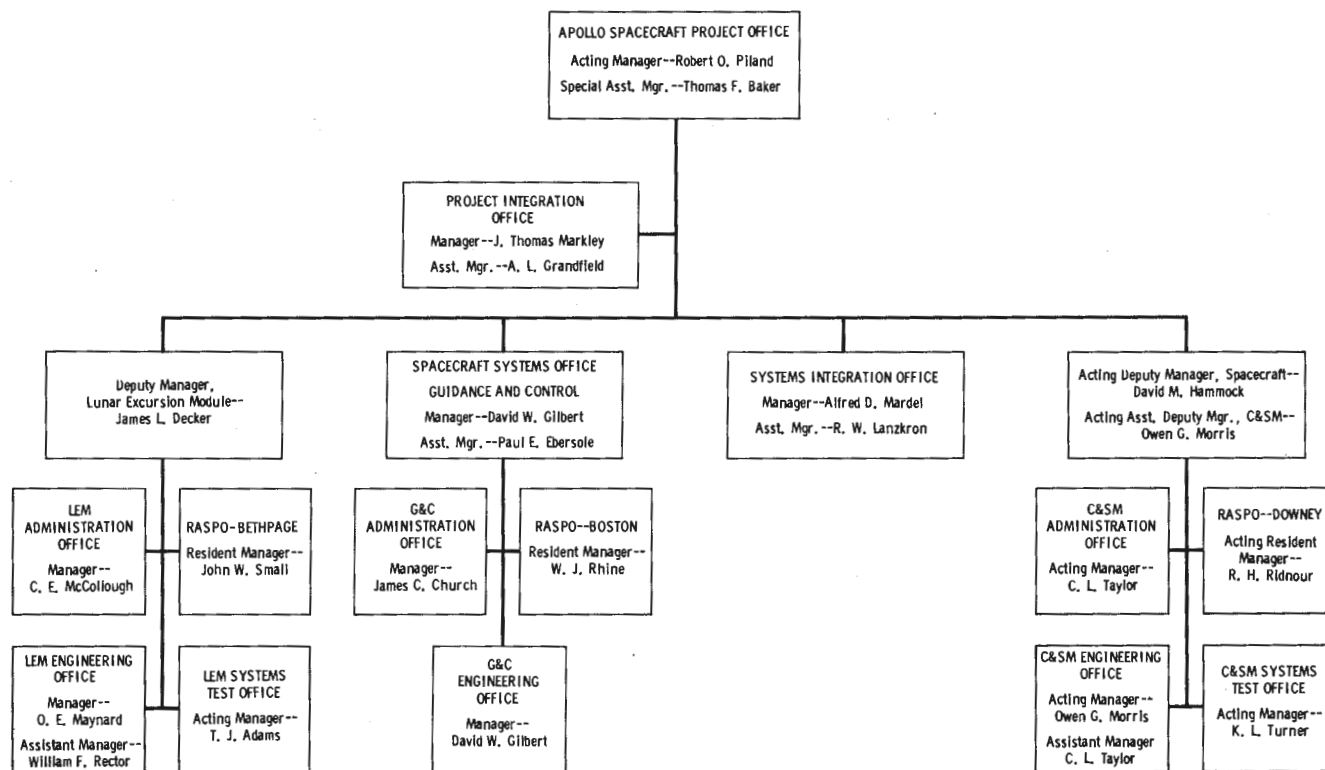 APOLLO SPACECRAFT PROJECT OFFICE
Acting Manager--Robert O. Piland
Special Asst. Mgr.--Thomas F. Baker
PROJECT INTEGRATION
OFFICE
Manager--J. Thomas Markley
Asst. Mgr.--A. L. Grandfield
Deputy Manager,
Lunar Excursion Module--
James L. Decker
SPACECRAFT SYSTEMS OFFICE
GUIDANCE AND CONTROL
Manager--David W. Gilbert
Asst. Mgr.--Paul E. Ebersole
SYSTEMS INTEGRATION OFFICE
Manager--Alfred D. Mardel
Asst. Mgr.--R. W. Lanzkron
Acting Deputy Manager, Spacecraft--
David M. Hammock
Acting Asst. Deputy Mgr., C&SM--
Owen G. Morris
LEM
ADMINISTRATION
OFFICE
Manager--
C. E. McCollough
RASPO-BETHPAGE
Resident Manager--
John W. Small
G&C
ADMINISTRATION
OFFICE
Manager--
James C. Church
RASPO--BOSTON
Resident Manager--
W. J. Rhine
C&SM
ADMINISTRATION
OFFICE
Acting Manager--
C. L. Taylor
RASPO--DOWNEY
Acting Resident
Manager--
R. H. Ridnour
LEM ENGINEERING
OFFICE
Manager--
O. E. Maynard
Assistant Manager--
William F. Rector
LEM SYSTEMS
TEST OFFICE
Acting Manager--
T. J. Adams
G&C
ENGINEERING
OFFICE
Manager--
David W. Gilbert
C&SM ENGINEERING
OFFICE
Acting Manager--
Owen G. Morris
Assistant Manager
C. L. Taylor
C&SM SYSTEMS
TEST OFFICE
Acting Manager--
K. L. Turner